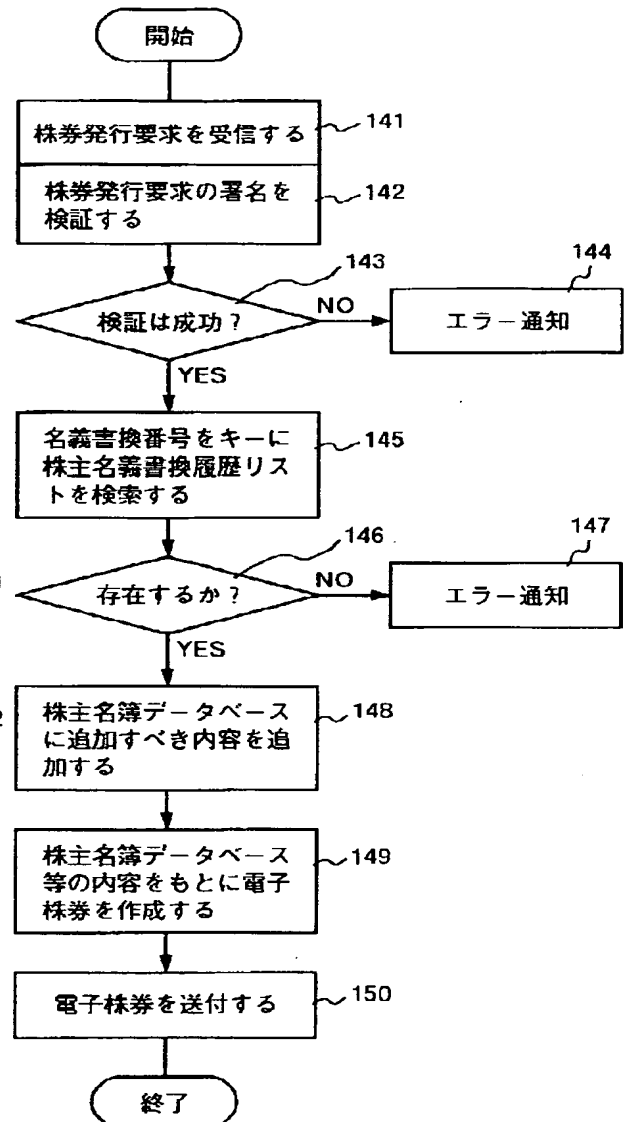 開始
株券発行要求を受信する
141
株券発行要求の署名を
検証する
142
143
検証は成功？
NO
144
エラー通知
YES
名義書換番号をキーに
株主名義書換履歴リス
トを検索する
145
146
存在するか？
NO
147
エラー通知
YES
株主名簿データベース
に追加すべき内容を追
加する
148
株主名簿データベース
等の内容をもとに電子
株券を作成する
149
電子株券を送付する
150
終了